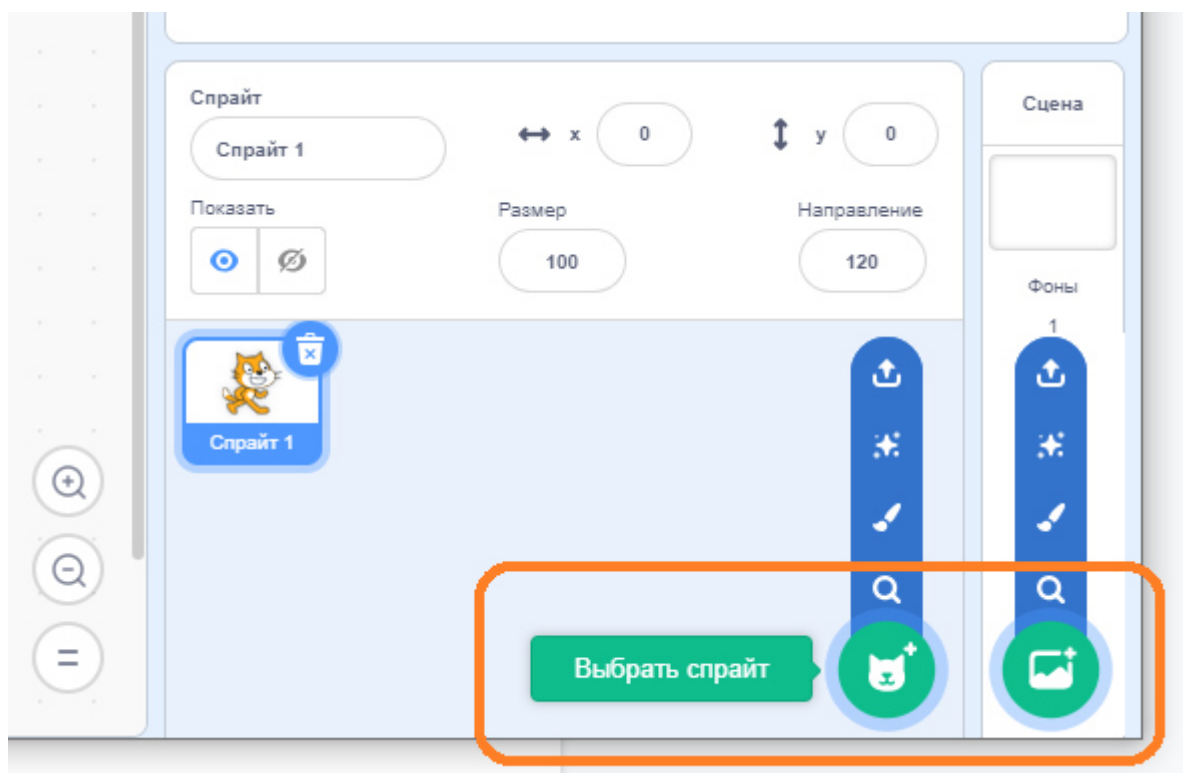 Спрайт
Спрайт 1
x 0
y 0
Показать
Размер
100
Направление
120
Сцена
Фоны
1
Спрайт 1
Выбрать спрайт